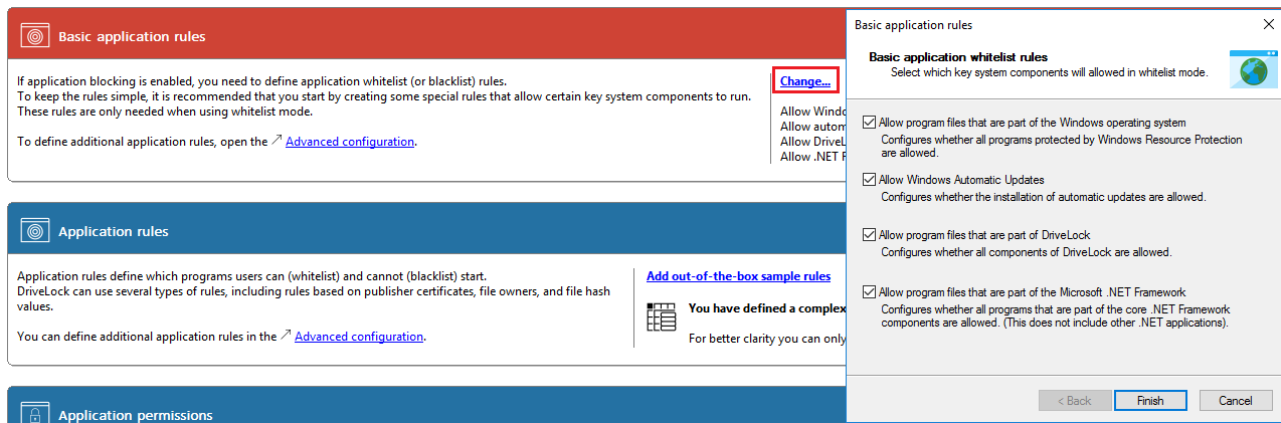 Basic application rules
If application blocking is enabled, you need to define application whitelist (or blacklist) rules.
To keep the rules simple, it is recommended that you start by creating some special rules that allow certain key system components to run.
These rules are only needed when using whitelist mode.
To define additional application rules, open the Advanced configuration.
Change...
Allow
Allow
Allow
Allow .NET
Application rules
Application rules define which programs users can (whitelist) and cannot (blacklist) start.
DriveLock can use several types of rules, including rules based on publisher certificates, file owners, and file hash
values.
You can define additional application rules in the Advanced configuration.
Add out-of-the-box sample rules
You have defined a complex
For better clarity you can only
Application permissions
Basic application rules
Basic application whitelist rules
Select which key system components will allowed in whitelist mode.
Allow program files that are part of the Windows operating system
Configures whether all programs protected by Windows Resource Protection
are allowed.
Allow Windows Automatic Updates
Configures whether the installation of automatic updates are allowed.
Allow program files that are part of DriveLock
Configures whether all components of DriveLock are allowed.
Allow program files that are part of the Microsoft .NET Framework
Configures whether all programs that are part of the core .NET Framework
components are allowed. (This does not include other .NET applications).
< Back
Finish
Cancel